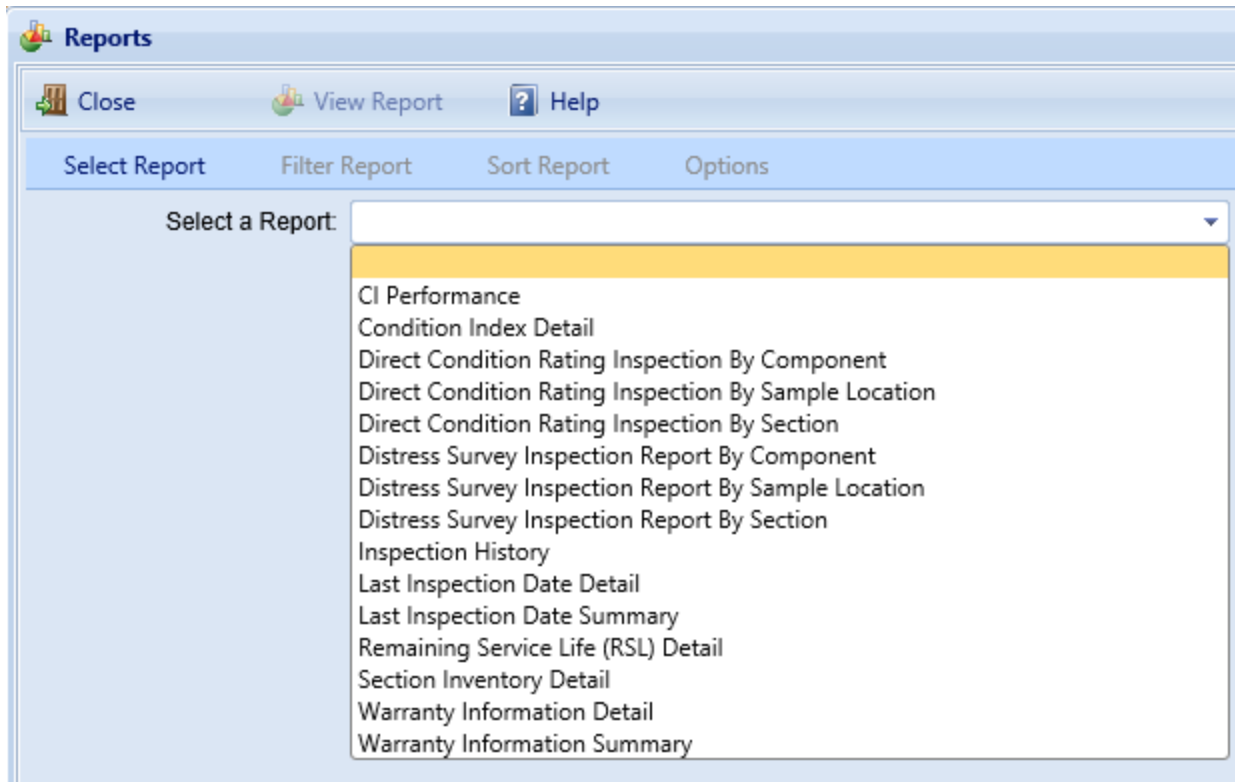 Reports
Close View Report Help
Select Report Filter Report Sort Report Options
Select a Report:
CI Performance
Condition Index Detail
Direct Condition Rating Inspection By Component
Direct Condition Rating Inspection By Sample Location
Direct Condition Rating Inspection By Section
Distress Survey Inspection Report By Component
Distress Survey Inspection Report By Sample Location
Distress Survey Inspection Report By Section
Inspection History
Last Inspection Date Detail
Last Inspection Date Summary
Remaining Service Life (RSL) Detail
Section Inventory Detail
Warranty Information Detail
Warranty Information Summary